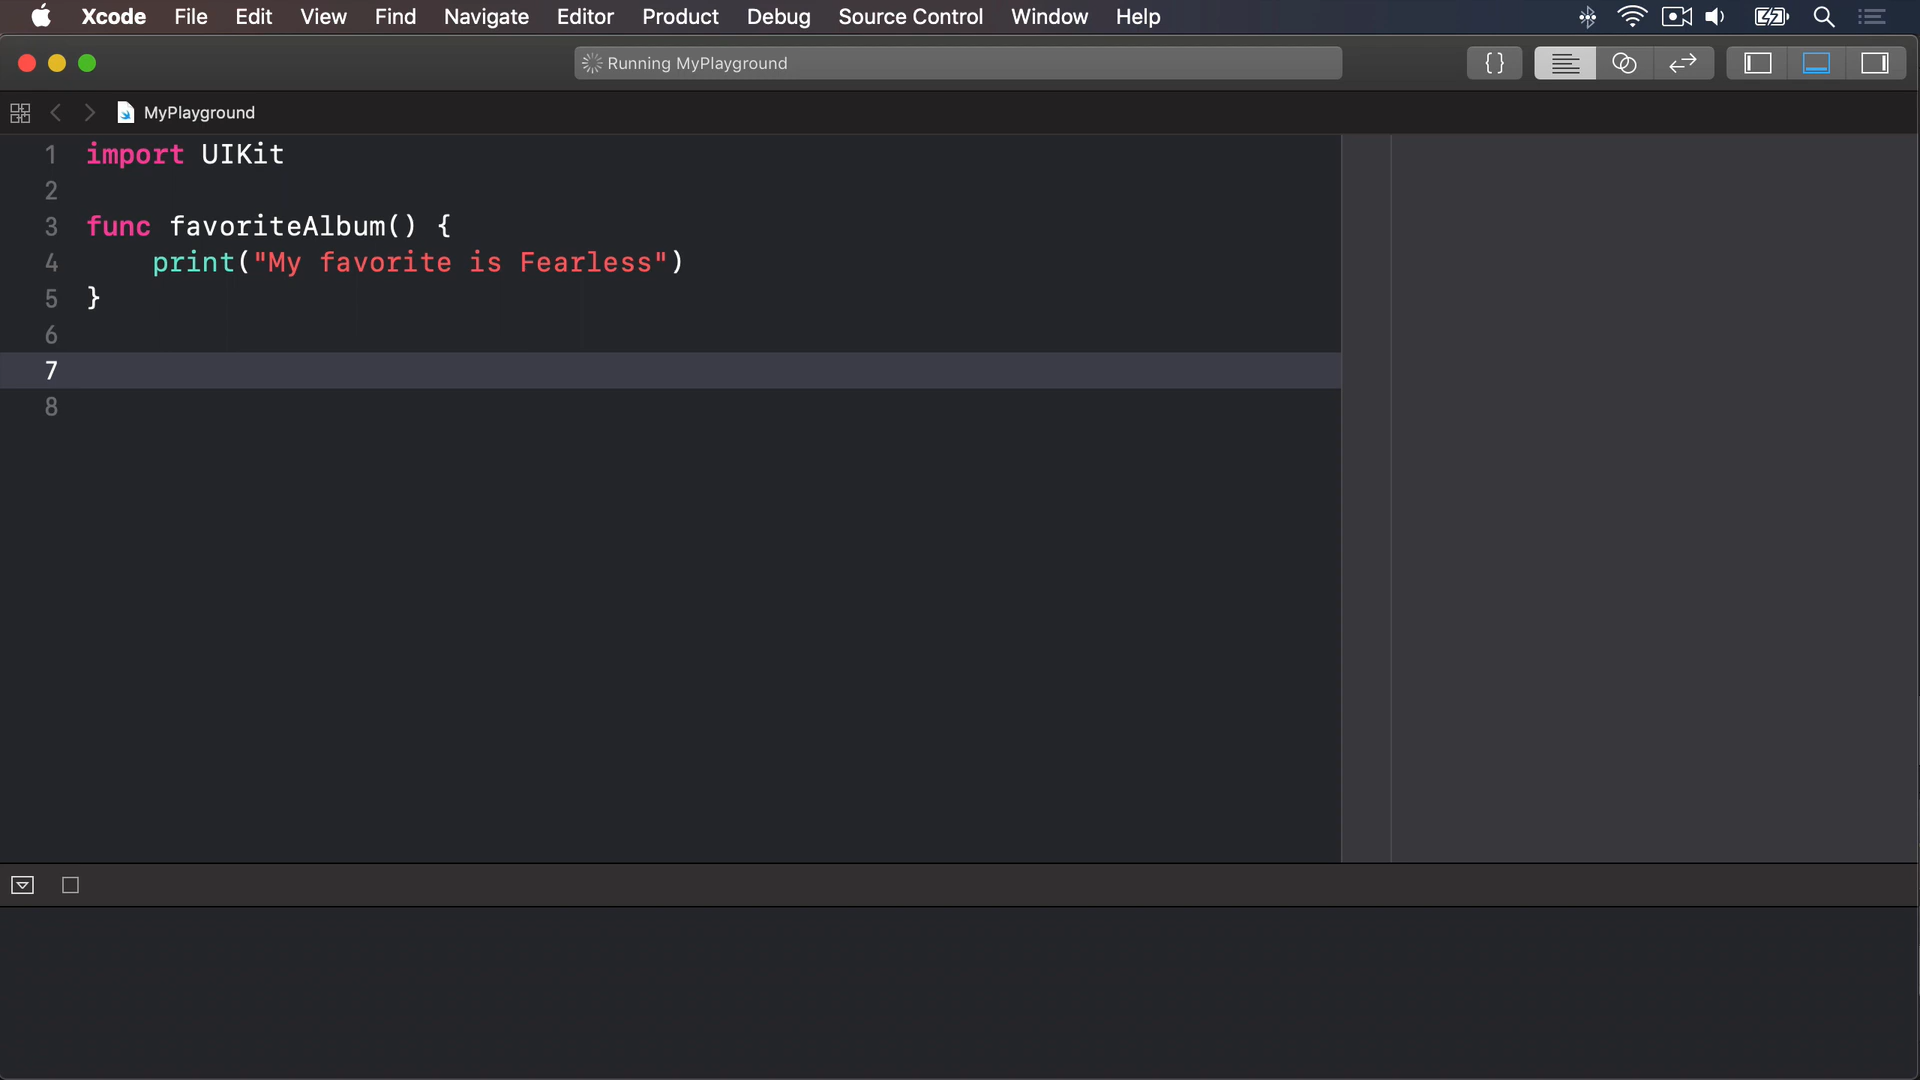 Xcode File Edit View Find Navigate Editor Product Debug Source Control Window Help
Running MyPlayground
{}
MyPlayground
1 import UIKit
2
3 func favoriteAlbum() {
4     print("My favorite is Fearless")
5 }
6
7
8